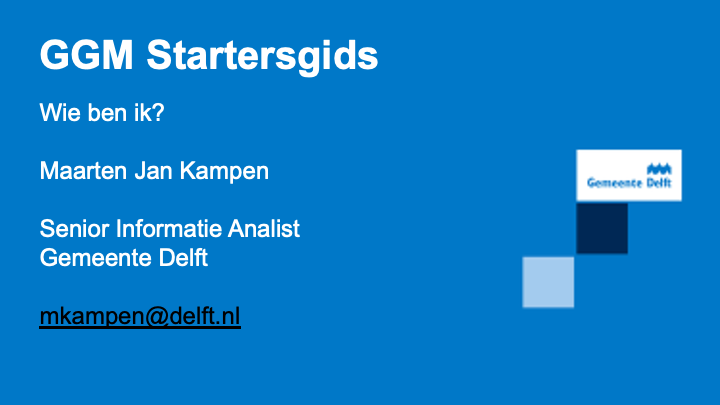 GGM Startersgids
Wie ben ik?
Maarten Jan Kampen
Gemeente Delft
Senior Informatie Analist
Gemeente Delft
mkampen@delft.nl